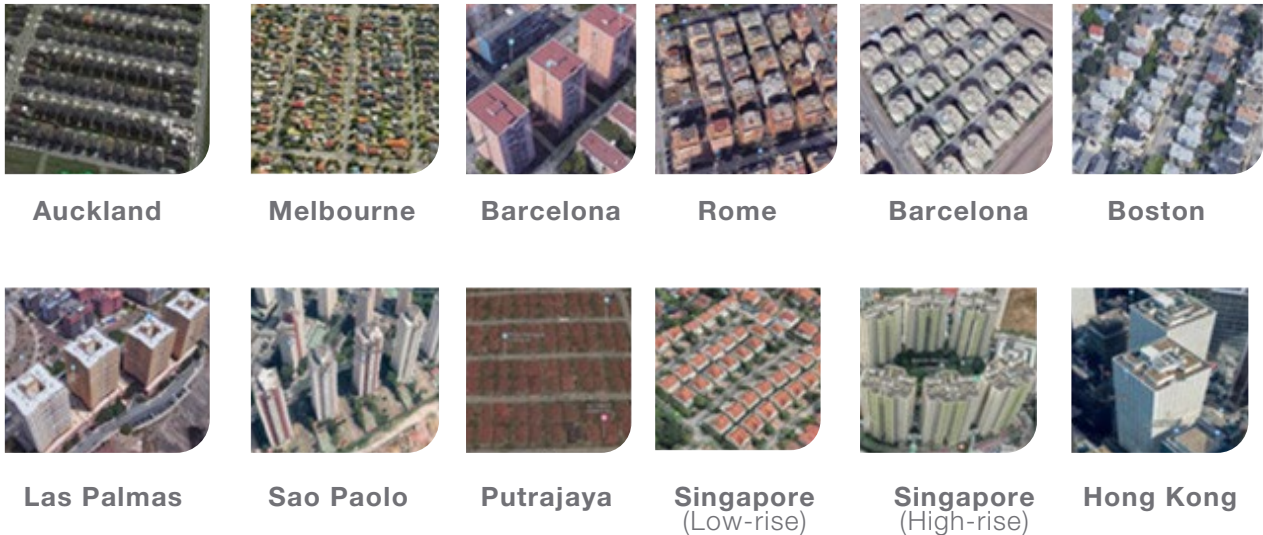 Auckland
Melbourne
Barcelona
Rome
Barcelona
Boston
Las Palmas
Sao Paolo
Putrajaya
Singapore
(Low-rise)
Singapore
(High-rise)
Hong Kong